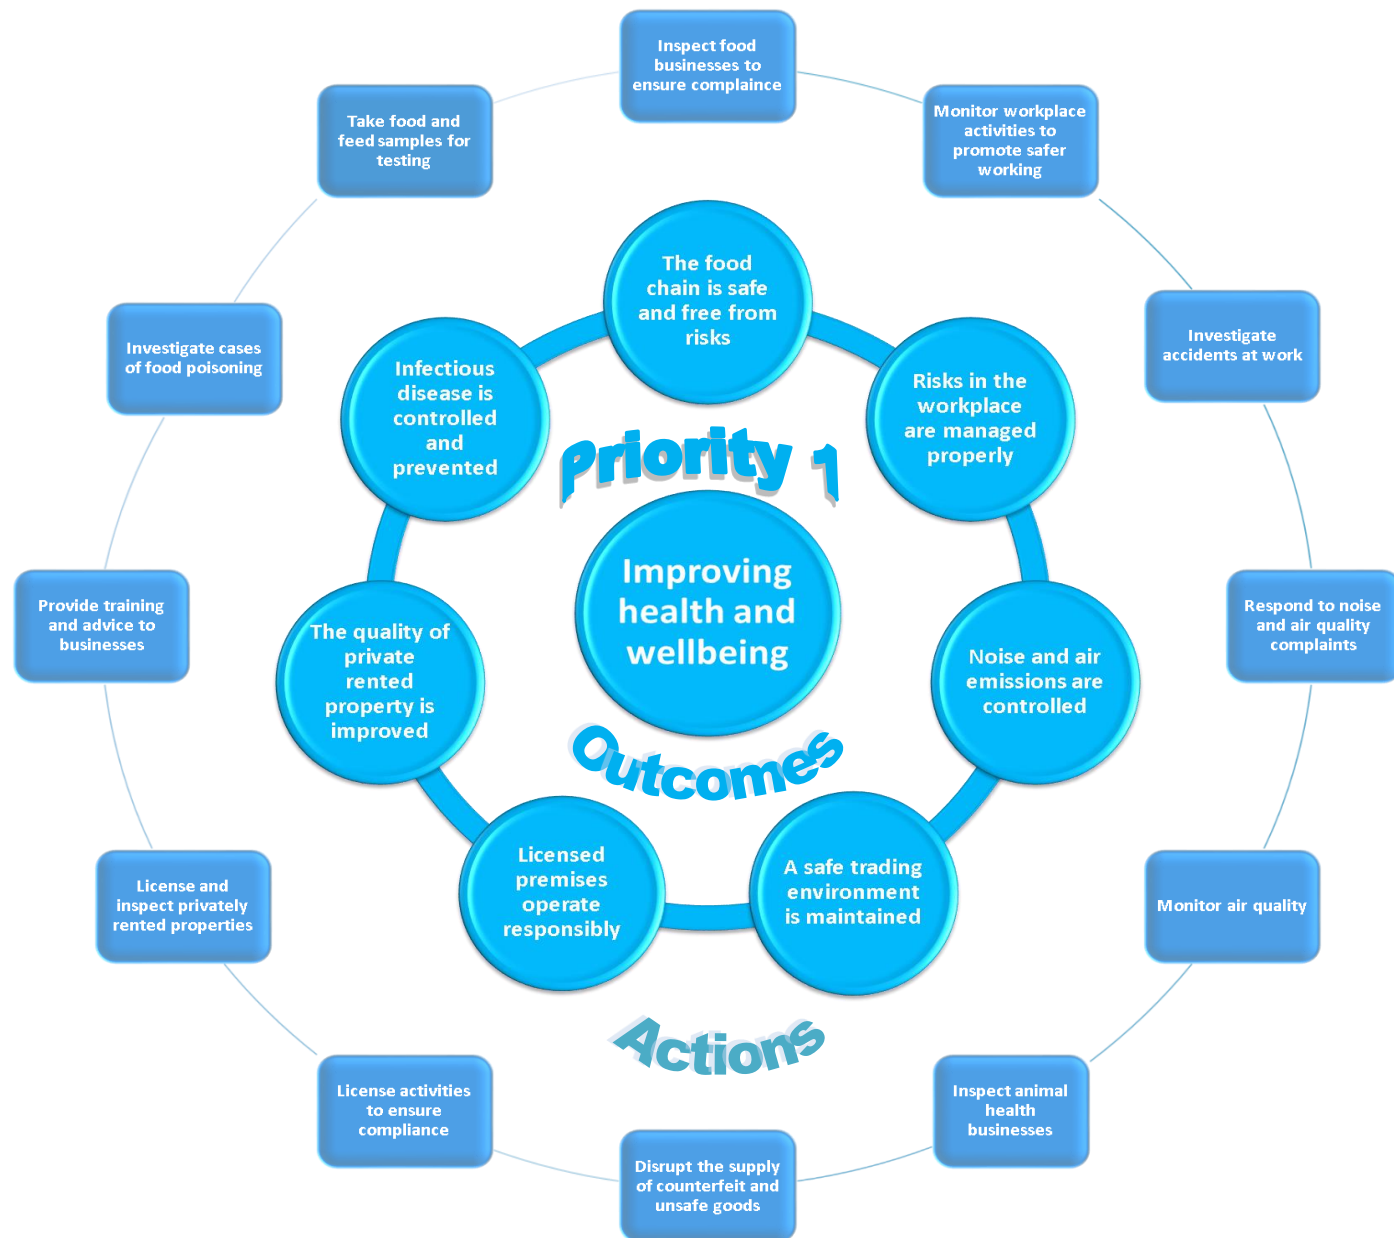 Inspect food
businesses to
ensure complaince
Monitor workplace
activities to
promote safer
working
Investigate
accidents at work
Respond to noise
and air quality
complaints
Monitor air quality
Inspect animal
health
businesses
Disrupt the supply
of counterfeit and
unsafe goods
License activities
to ensure
compliance
License and
inspect privately
rented properties
Provide training
and advice to
businesses
Investigate cases
of food poisoning
Take food and
feed samples for
testing
The food
chain is safe
and free from
risks
Risks in the
workplace
are managed
properly
Noise and air
emissions are
controlled
A safe trading
environment
is maintained
Licensed
premises
operate
responsibly
The quality of
private
rented
property is
improved
Infectious
disease is
controlled
and
prevented
Priority 1
Improving
health and
wellbeing
Outcomes
Actions